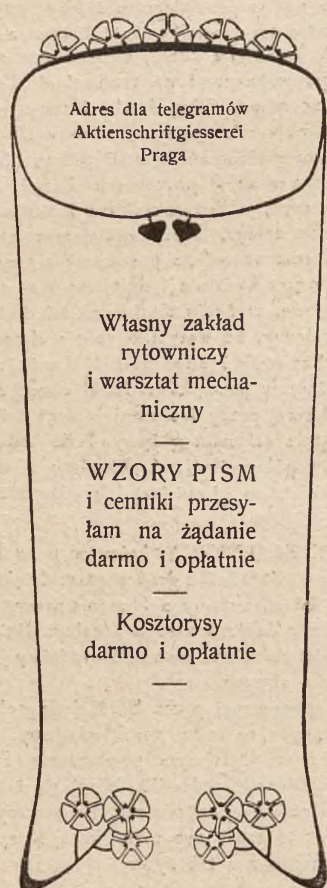 Adres dla telegramów
Aktienschriftgiesserei
Praga
Własny zakład
rytowniczy
i warsztat mecha-
niczny
WZORY PISM
i cenniki przesy-
łam na żądanie
darmo i opłatnie
Kosztorysy
darmo i opłatnie